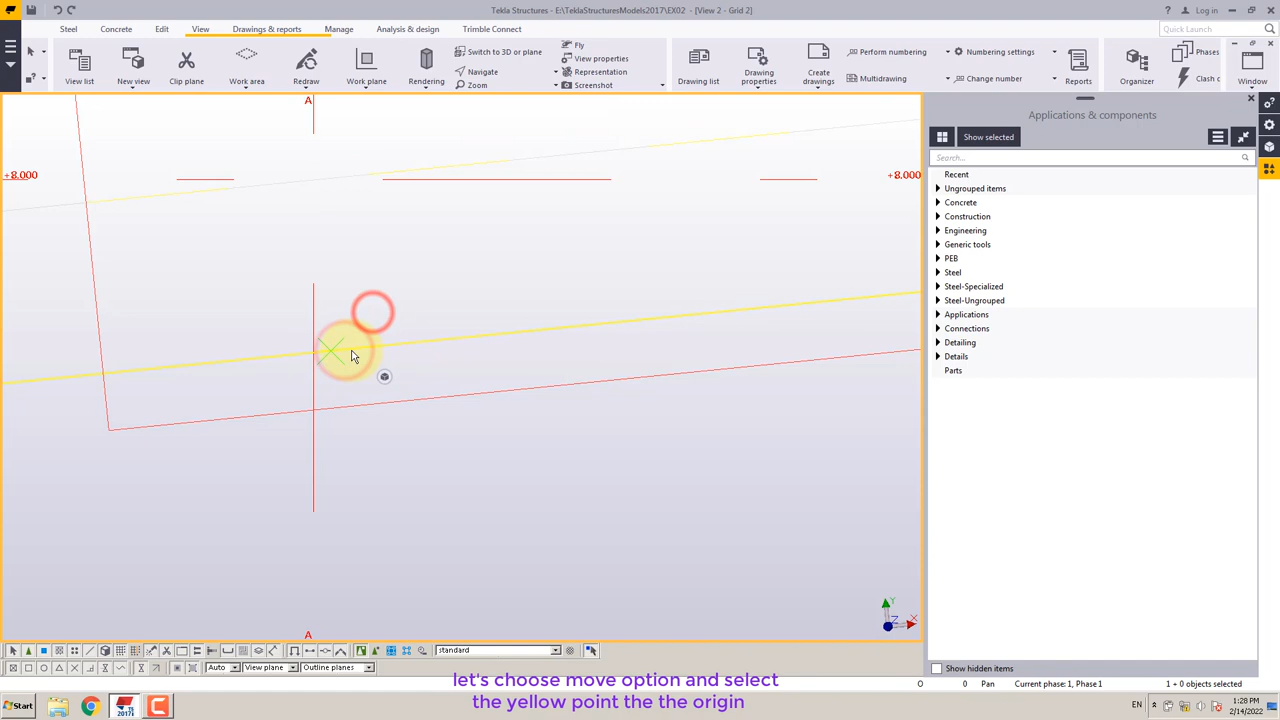 Tekla Structures - E:\TeklaStructuresModels2017\EX02 - [View 2 - Grid 2]
Log in
Steel
Concrete
Edit
View
Drawings & reports
Manage
Analysis & design
Trimble Connect
Quick Launch
View list
New view
Clip plane
Work area
Redraw
Work plane
Rendering
Switch to 3D or plane
Navigate
Zoom
Fly
View properties
Representation
Screenshot
Drawing list
Drawing properties
Create drawings
Perform numbering
Multidrawing
Numbering settings
Change number
Reports
Organizer
Phases
Clash c
Window
A
+8.000
+8.000
A
Y
X
Z
Applications & components
Show selected
Search...
Recent
Ungrouped items
Concrete
Construction
Engineering
Generic tools
PEB
Steel
Steel-Specialized
Steel-Ungrouped
Applications
Connections
Detailing
Details
Parts
Show hidden items
standard
Auto
View plane
Outline planes
let's choose move option and select
the yellow point the the origin
O
0
Pan
Current phase: 1, Phase 1
1 + 0 objects selected
Start
2017i
EN
1:28 PM
2/14/2022